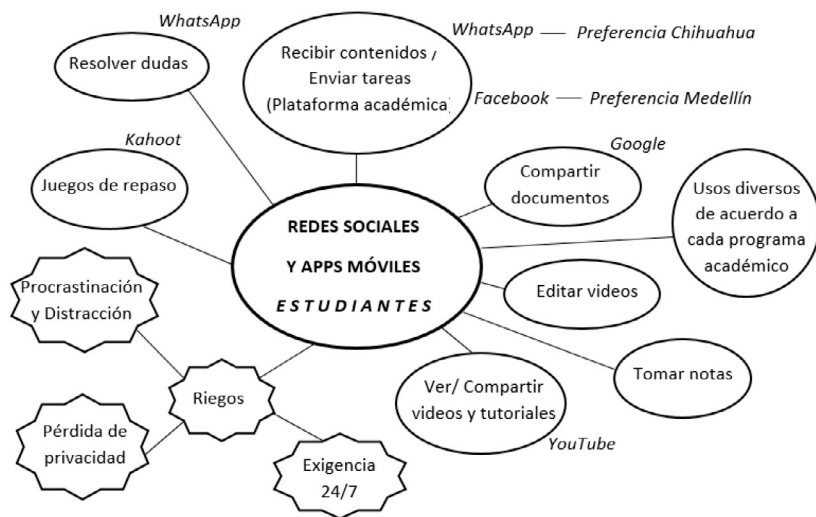 WhatsApp
Resolver dudas
Recibir contenidos /
Enviar tareas
(Plataforma académica)
WhatsApp — Preferencia Chihuahua
Facebook — Preferencia Medellín
Kahoot
Juegos de repaso
Google
Compartir
documentos
Usos diversos
de acuerdo a
cada programa
académico
REDES SOCIALES
Y APPS MÓVILES
ESTUDIANTES
Procrastinación
y Distracción
Editar videos
Riegos
Ver/ Compartir
videos y tutoriales
YouTube
Tomar notas
Pérdida de
privacidad
Exigencia
24/7